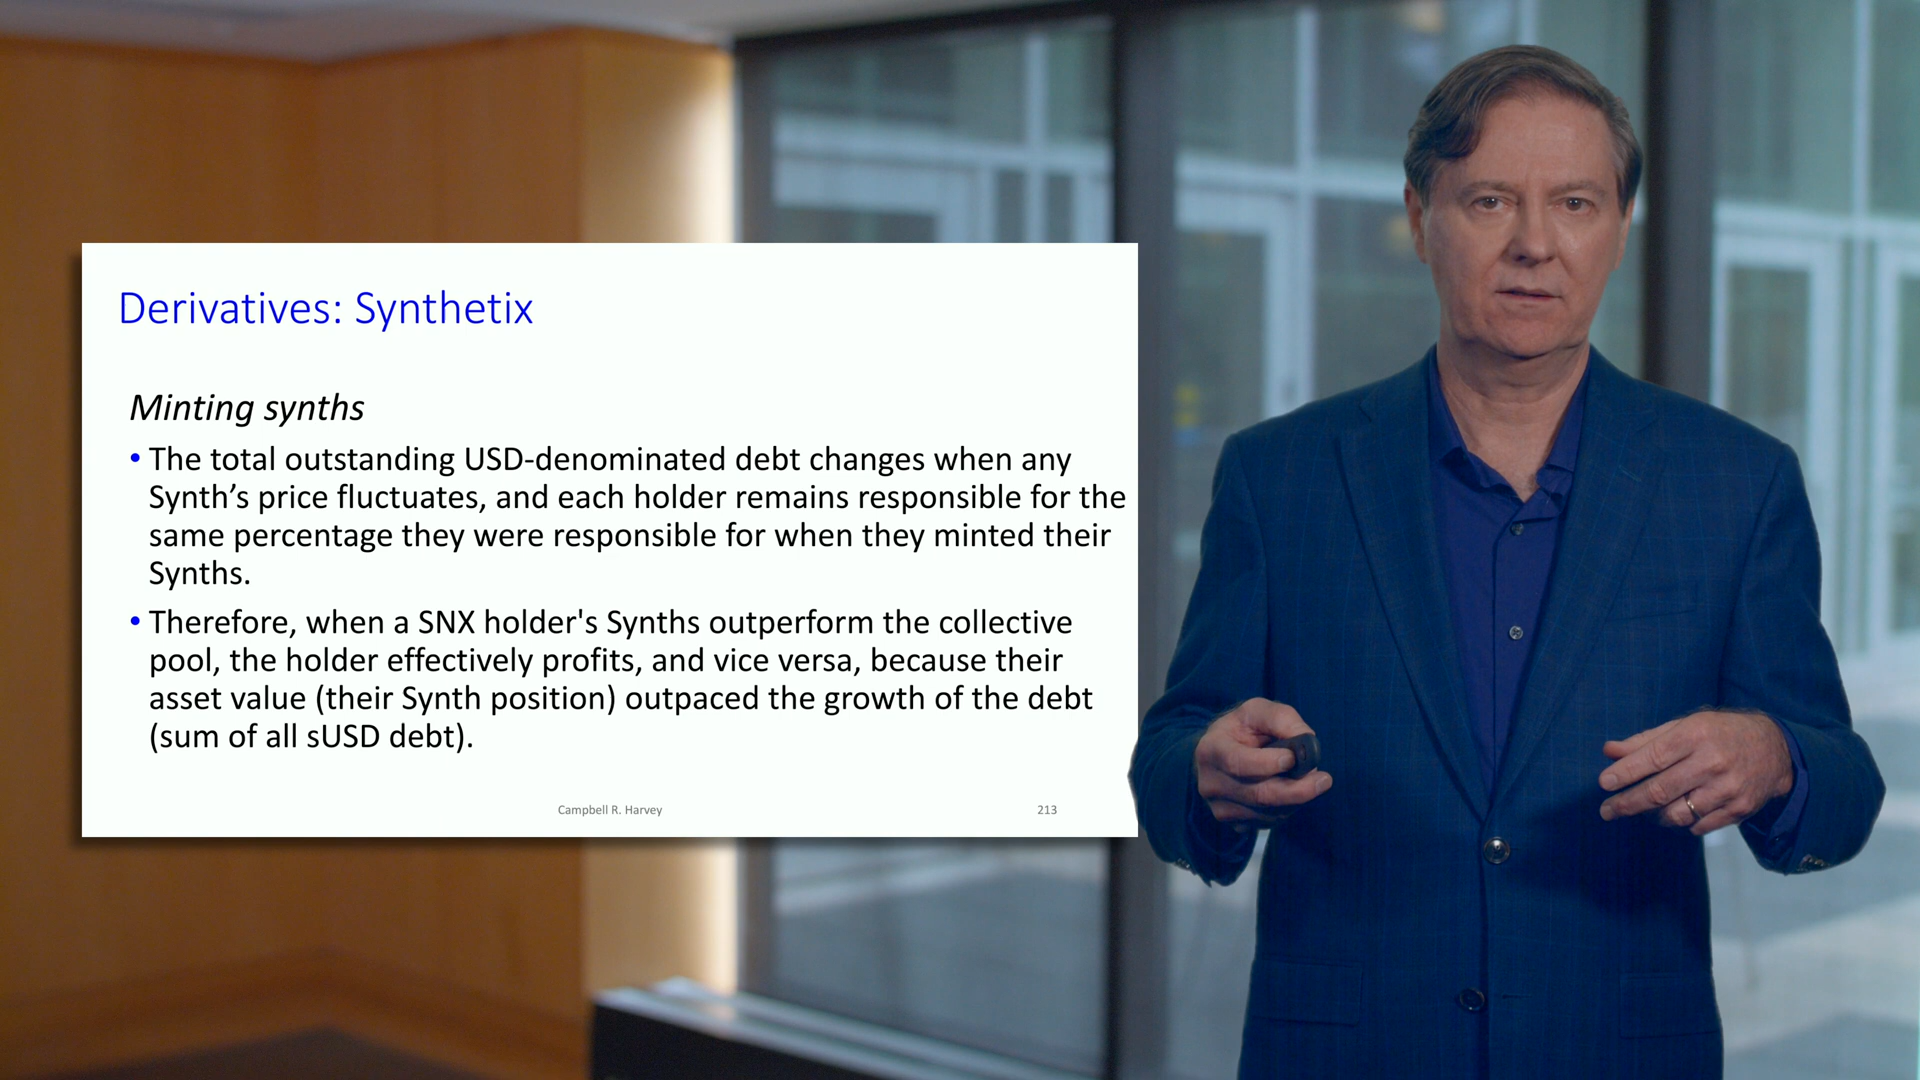 Derivatives: Synthetix
Minting synths
• The total outstanding USD-denominated debt changes when any
Synth’s price fluctuates, and each holder remains responsible for the
same percentage they were responsible for when they minted their
Synths.
• Therefore, when a SNX holder's Synths outperform the collective
pool, the holder effectively profits, and vice versa, because their
asset value (their Synth position) outpaced the growth of the debt
(sum of all sUSD debt).
Campbell R. Harvey
213